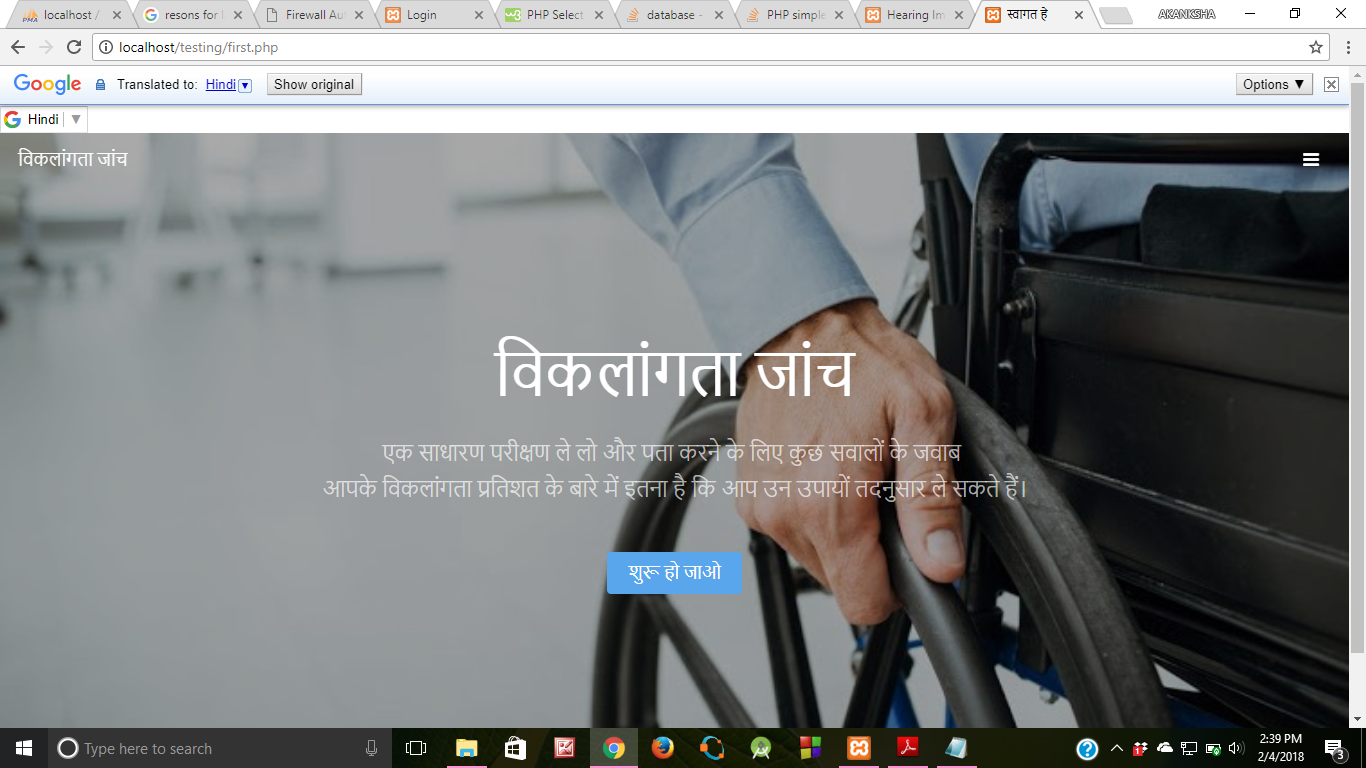 localhost /
resons for
Firewall Aut
Login
PHP Select
database -
PHP simple
Hearing Im
स्वागत हे
AKANKSHA
localhost/testing/first.php
Google Translated to: Hindi Show original Options ▼
Hindi
विकलांगता जांच
विकलांगता जांच
एक साधारण परीक्षण ले लो और पता करने के लिए कुछ सवालों के जवाब
आपके विकलांगता प्रतिशत के बारे में इतना है कि आप उन उपायों तदनुसार ले सकते हैं।
शुरू हो जाओ
Type here to search
2:39 PM
2/4/2018
3